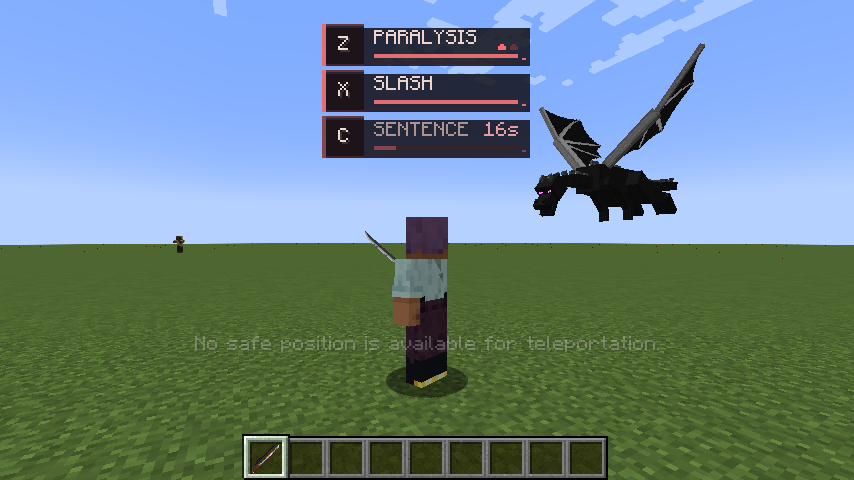 Z PARALYSIS
X SLASH
C SENTENCE 16s
No safe position is available for teleportation.